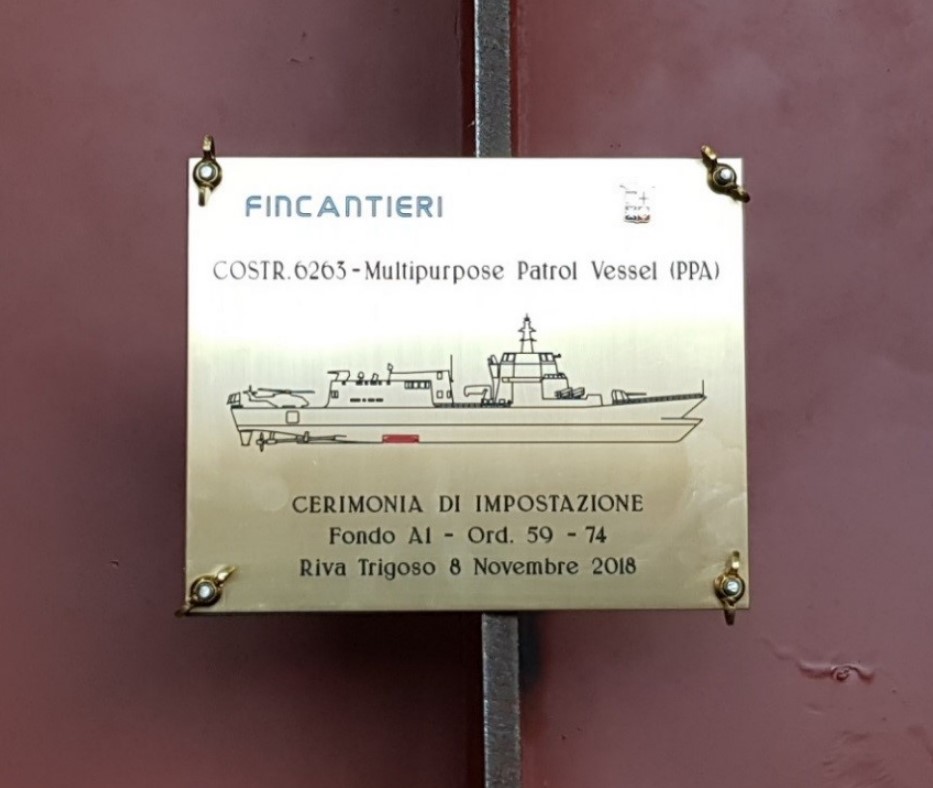 FINCANTIERI
COSTR.6263-Multipurpose Patrol Vessel (PPA)
CERIMONIA DI IMPOSTAZIONE
Fondo A1 - Ord. 59 - 74
Riva Trigoso 8 Novembre 2018